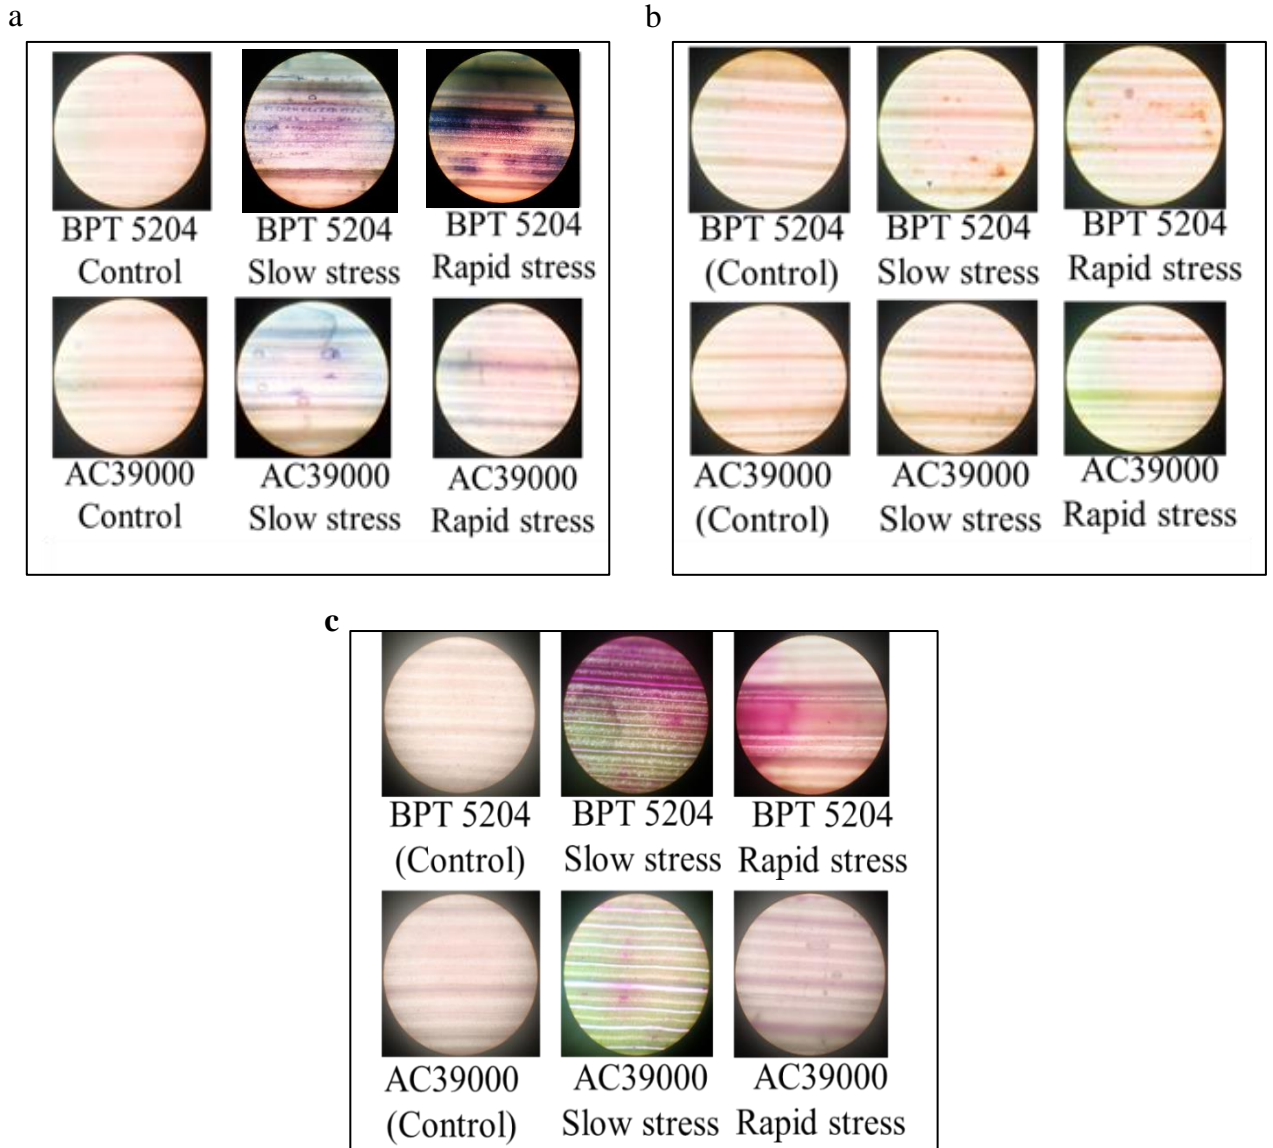 a
BPT 5204
Control
BPT 5204
Slow stress
BPT 5204
Rapid stress
AC39000
Control
AC39000
Slow stress
AC39000
Rapid stress
b
BPT 5204
(Control)
BPT 5204
Slow stress
BPT 5204
Rapid stress
AC39000
(Control)
AC39000
Slow stress
AC39000
Rapid stress
c
BPT 5204
(Control)
BPT 5204
Slow stress
BPT 5204
Rapid stress
AC39000
(Control)
AC39000
Slow stress
AC39000
Rapid stress